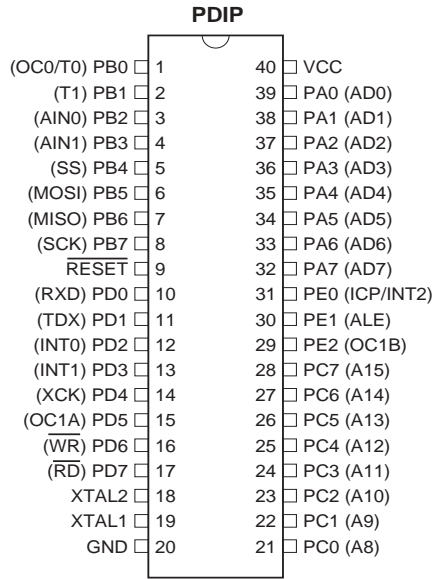 PDIP
(OC0/T0) PB0 1 40 VCC
(T1) PB1 2 39 PA0 (AD0)
(AIN0) PB2 3 38 PA1 (AD1)
(AIN1) PB3 4 37 PA2 (AD2)
(SS) PB4 5 36 PA3 (AD3)
(MOSI) PB5 6 35 PA4 (AD4)
(MISO) PB6 7 34 PA5 (AD5)
(SCK) PB7 8 33 PA6 (AD6)
RESET 9 32 PA7 (AD7)
(RXD) PD0 10 31 PE0 (ICP/INT2)
(TDX) PD1 11 30 PE1 (ALE)
(INT0) PD2 12 29 PE2 (OC1B)
(INT1) PD3 13 28 PC7 (A15)
(XCK) PD4 14 27 PC6 (A14)
(OC1A) PD5 15 26 PC5 (A13)
(WR) PD6 16 25 PC4 (A12)
(RD) PD7 17 24 PC3 (A11)
XTAL2 18 23 PC2 (A10)
XTAL1 19 22 PC1 (A9)
GND 20 21 PC0 (A8)